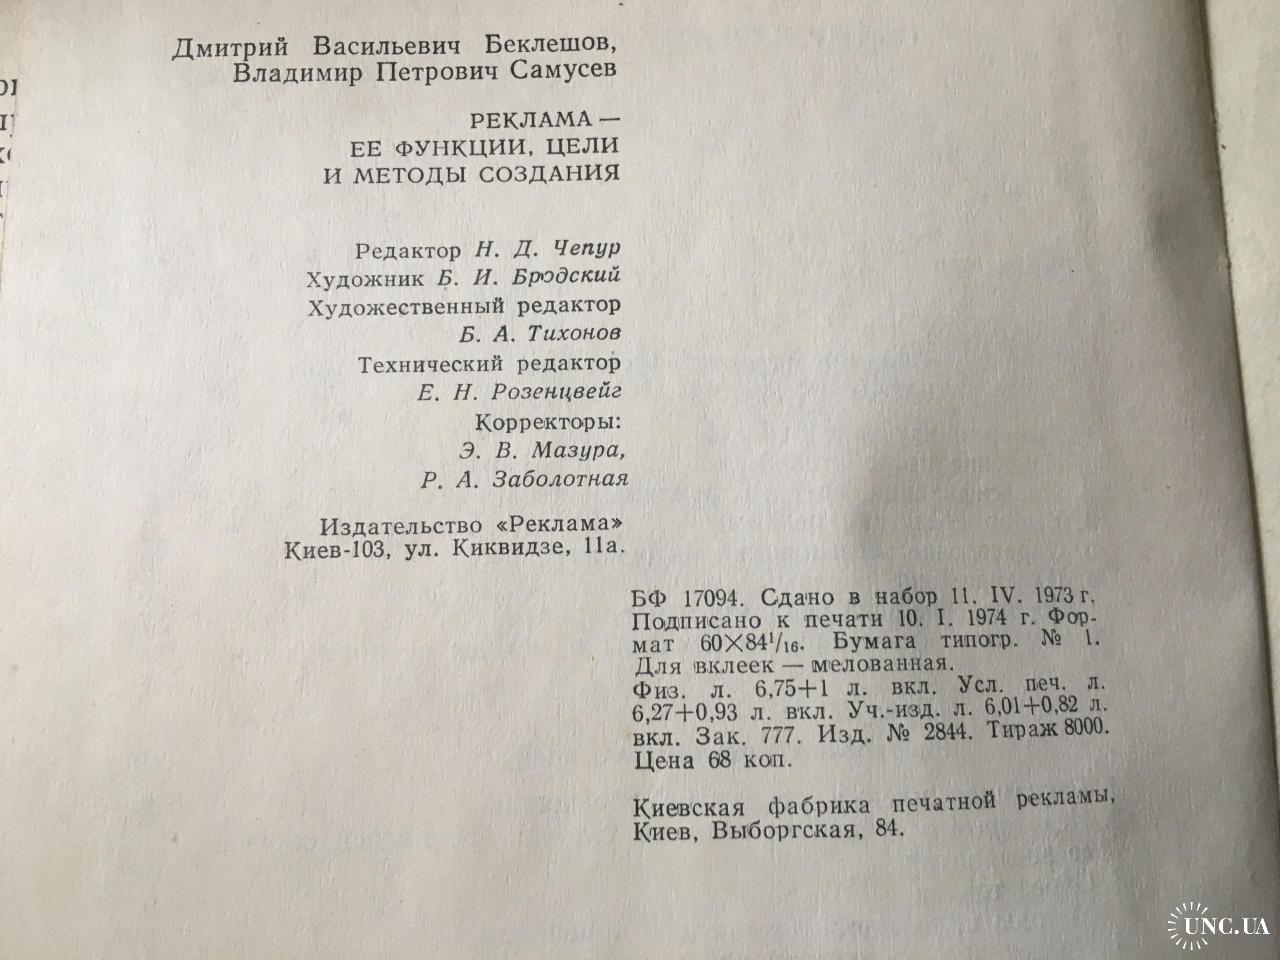 Дмитрий Васильевич Беклешов,
Владимир Петрович Самусев
РЕКЛАМА —
ЕЕ ФУНКЦИИ, ЦЕЛИ
И МЕТОДЫ СОЗДАНИЯ
Редактор Н. Д. Чепур
Художник Б. И. Бродский
Художественный редактор
Б. А. Тихонов
Технический редактор
Е. Н. Розенцвейг
Корректоры:
Э. В. Мазура,
Р. А. Заболотная
Издательство «Реклама»
Киев-103, ул. Киквидзе, 11а.
БФ 17094. Сдано в набор 11. IV. 1973 г.
Подписано к печати 10. I. 1974 г. Фор-
мат 60×84¹/₁₆. Бумага типогр. № 1.
Для вклеек — мелованная.
Физ. л. 6,75+1 л. вкл. Усл. печ. л.
6,27+0,93 л. вкл. Уч.-изд. л. 6,01+0,82 л.
вкл. Зак. 777. Изд. № 2844. Тираж 8000.
Цена 68 коп.
Киевская фабрика печатной рекламы,
Киев, Выборгская, 84.
UNC.UA